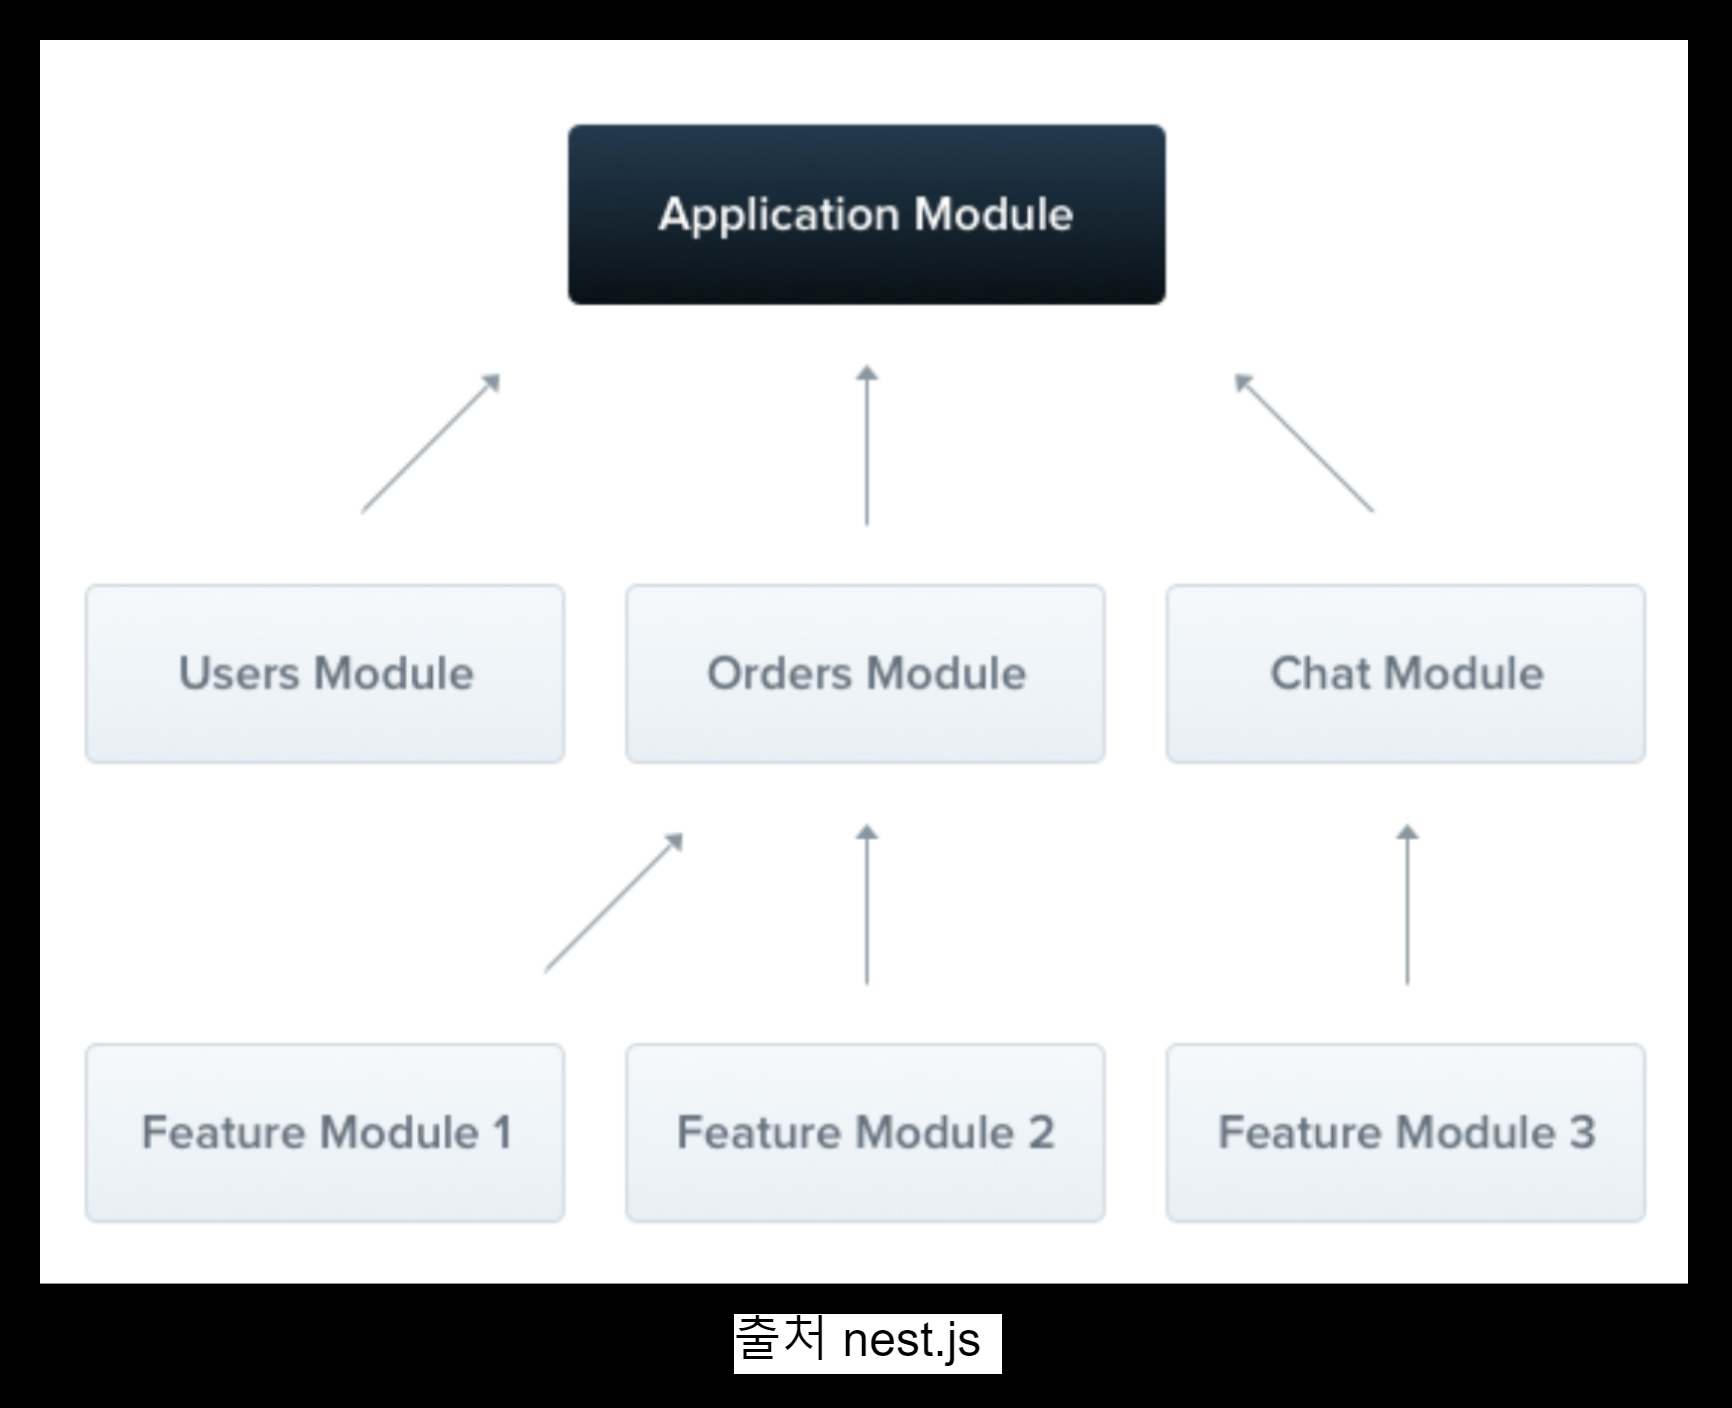 Application Module
Users Module
Orders Module
Chat Module
Feature Module 1
Feature Module 2
Feature Module 3
출처 nest.js